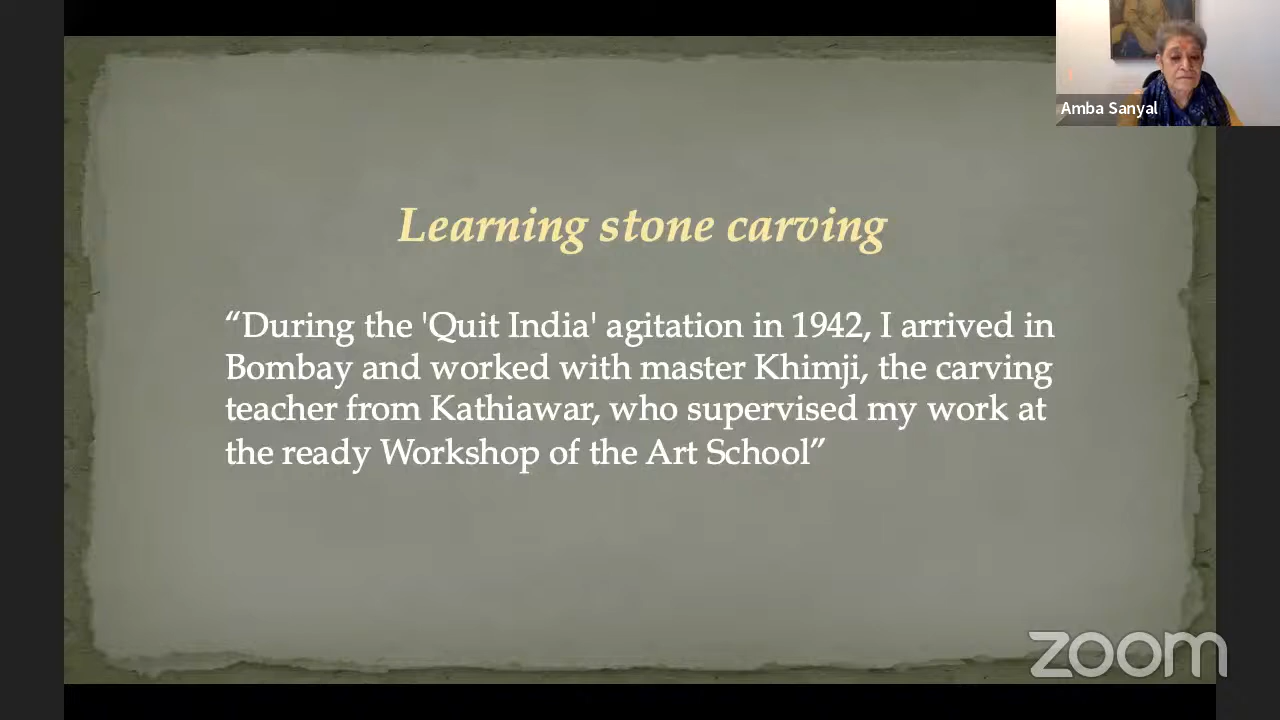 Amba Sanyal
Learning stone carving
“During the 'Quit India' agitation in 1942, I arrived in
Bombay and worked with master Khimji, the carving
teacher from Kathiawar, who supervised my work at
the ready Workshop of the Art School”
zoom